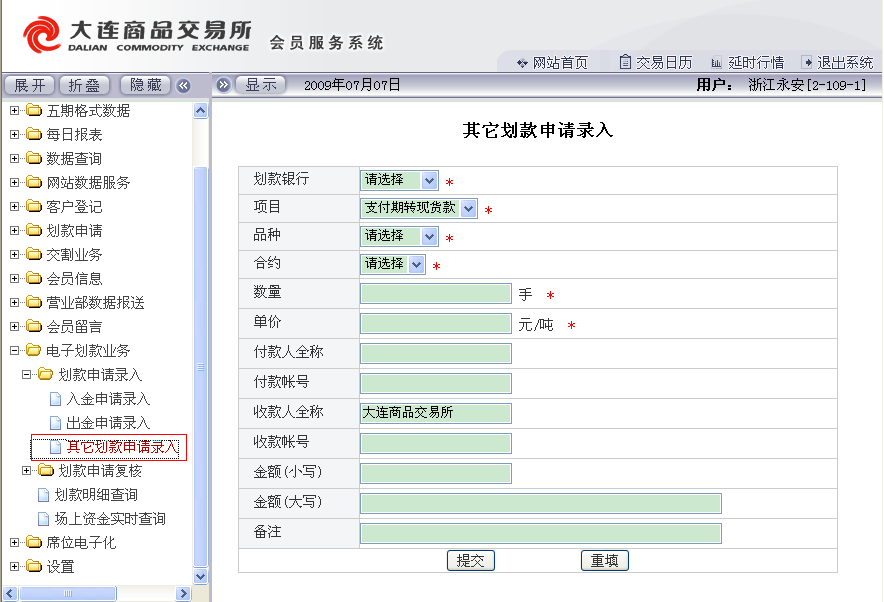 大连商品交易所
DALIAN COMMODITY EXCHANGE
会员服务系统
网站首页 交易日历 延时行情 退出系统
展开 折叠 隐藏 显示 2009年07月07日 用户： 浙江永安[2-109-1]
五期格式数据
每日报表
数据查询
网站数据服务
客户登记
划款申请
交割业务
会员信息
营业部数据报送
会员留言
电子划款业务
划款申请录入
入金申请录入
出金申请录入
其它划款申请录入
划款申请复核
划款明细查询
场上资金实时查询
席位电子化
设置
其它划款申请录入
划款银行 请选择 *
项目 支付期转现货款 *
品种 请选择 *
合约 请选择 *
数量 手 *
单价 元/吨 *
付款人全称
付款帐号
收款人全称 大连商品交易所
收款帐号
金额(小写)
金额(大写)
备注
提交 重填